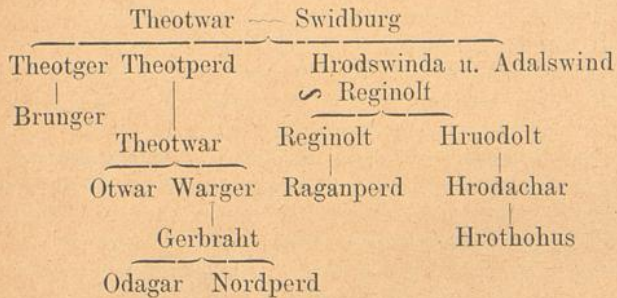 Theotwar Swidburg
Theotger Theotperd Hrodswinda u. Adalswind
∽ Reginolt
Brunger
Theotwar Reginolt Hruodolt
Otwar Warger Raganperd Hrodachar
Gerbraht Hrothohus
Odagar Nordperd